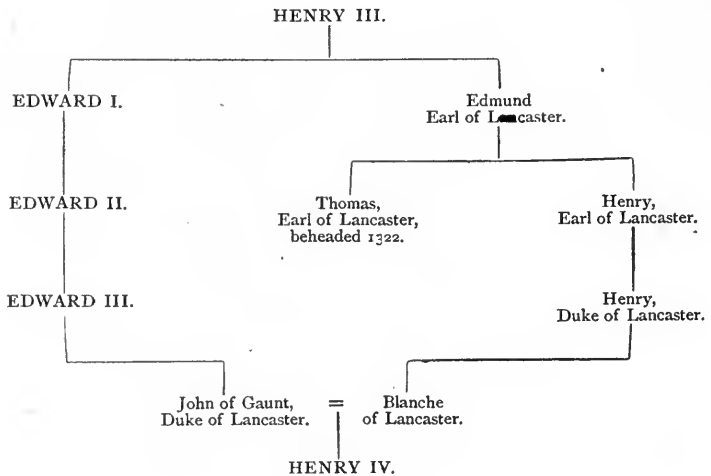 HENRY III.
EDWARD I.
Edmund
Earl of Lancaster.
EDWARD II.
Thomas,
Earl of Lancaster,
beheaded 1322.
Henry,
Earl of Lancaster.
EDWARD III.
Henry,
Duke of Lancaster.
John of Gaunt,
Duke of Lancaster.
=
Blanche
of Lancaster.
HENRY IV.